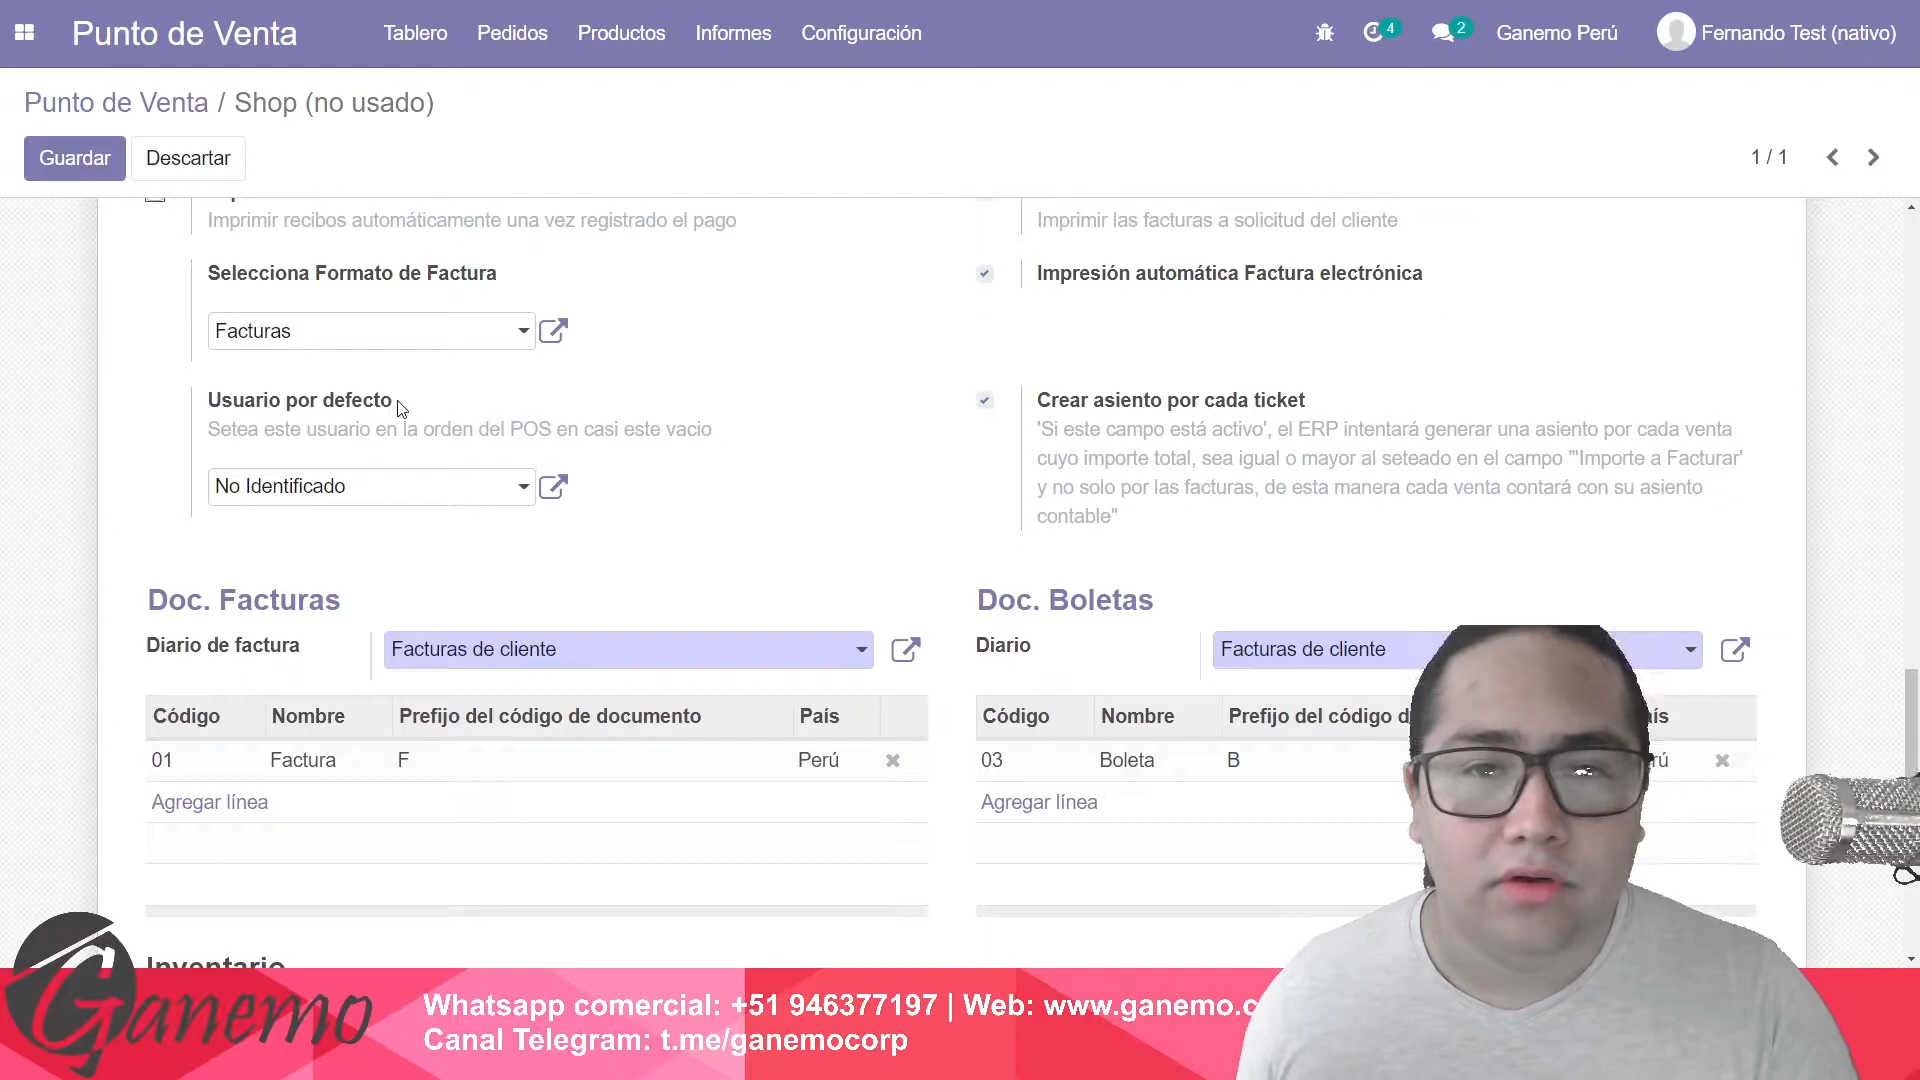 Punto de Venta
Tablero
Pedidos
Productos
Informes
Configuración
4
2
Ganemo Perú
Fernando Test (nativo)
Punto de Venta / Shop (no usado)
Guardar
Descartar
1 / 1
Imprimir recibos automáticamente una vez registrado el pago
Imprimir las facturas a solicitud del cliente
Selecciona Formato de Factura
Impresión automática Factura electrónica
Facturas
Usuario por defecto
Setea este usuario en la orden del POS en casi este vacio
No Identificado
Crear asiento por cada ticket
'Si este campo está activo', el ERP intentará generar una asiento por cada venta
cuyo importe total, sea igual o mayor al seteado en el campo "'Importe a Facturar'
y no solo por las facturas, de esta manera cada venta contará con su asiento
contable"
Doc. Facturas
Diario de factura
Facturas de cliente
Código Nombre Prefijo del código de documento País
01 Factura F Perú
Agregar línea
Doc. Boletas
Diario
Facturas de cliente
Código Nombre Prefijo del código d
03 Boleta B
Agregar línea
Inventario
Ganemo
Whatsapp comercial: +51 946377197 | Web: www.ganemo.c
Canal Telegram: t.me/ganemocorp